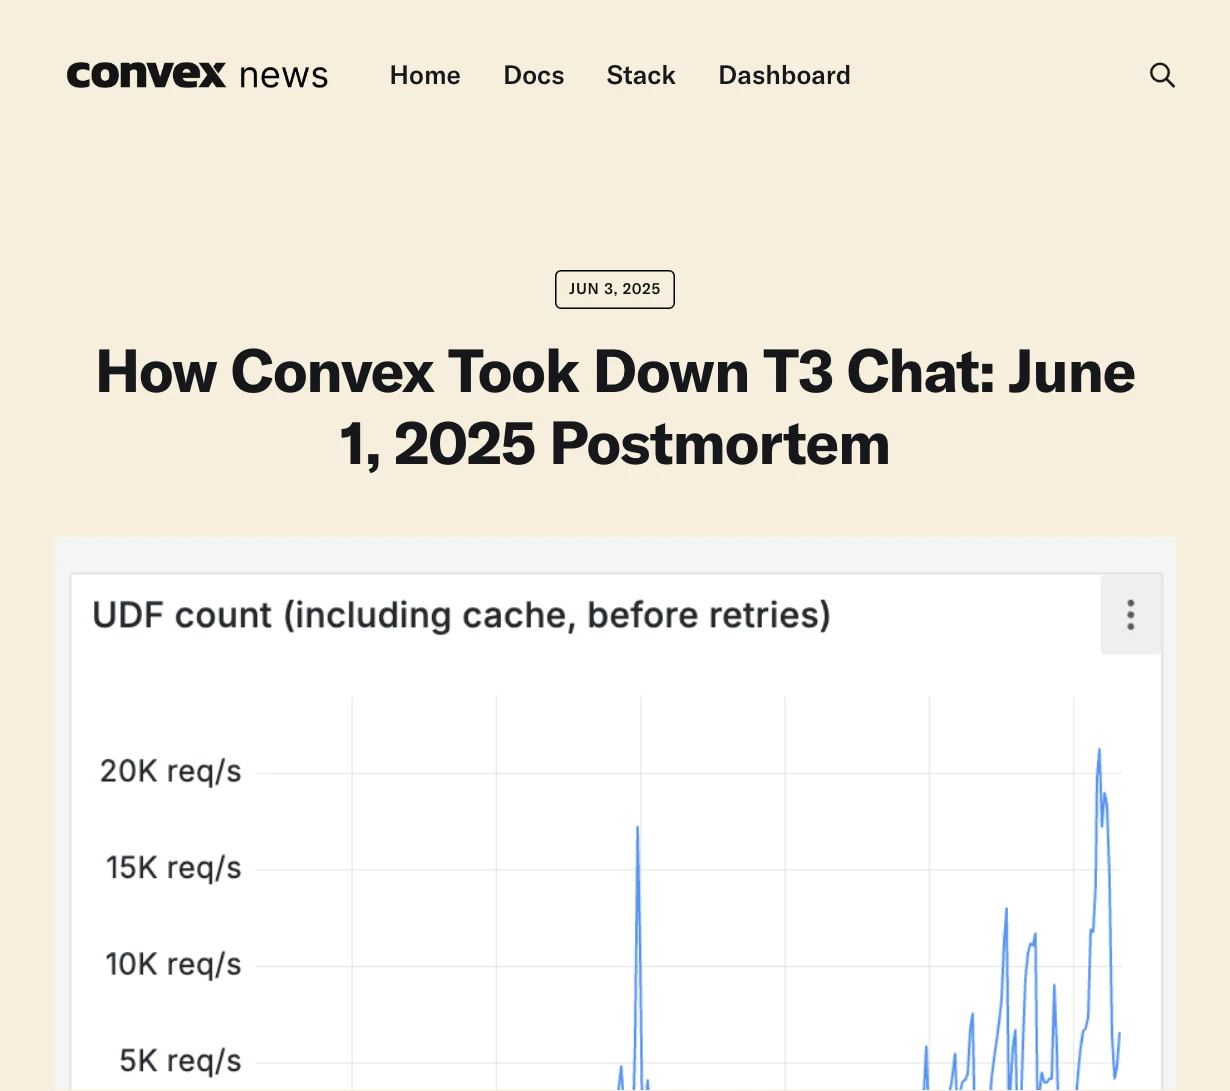 convex news Home Docs Stack Dashboard
JUN 3, 2025
How Convex Took Down T3 Chat: June
1, 2025 Postmortem
UDF count (including cache, before retries)
20K req/s
15K req/s
10K req/s
5K req/s